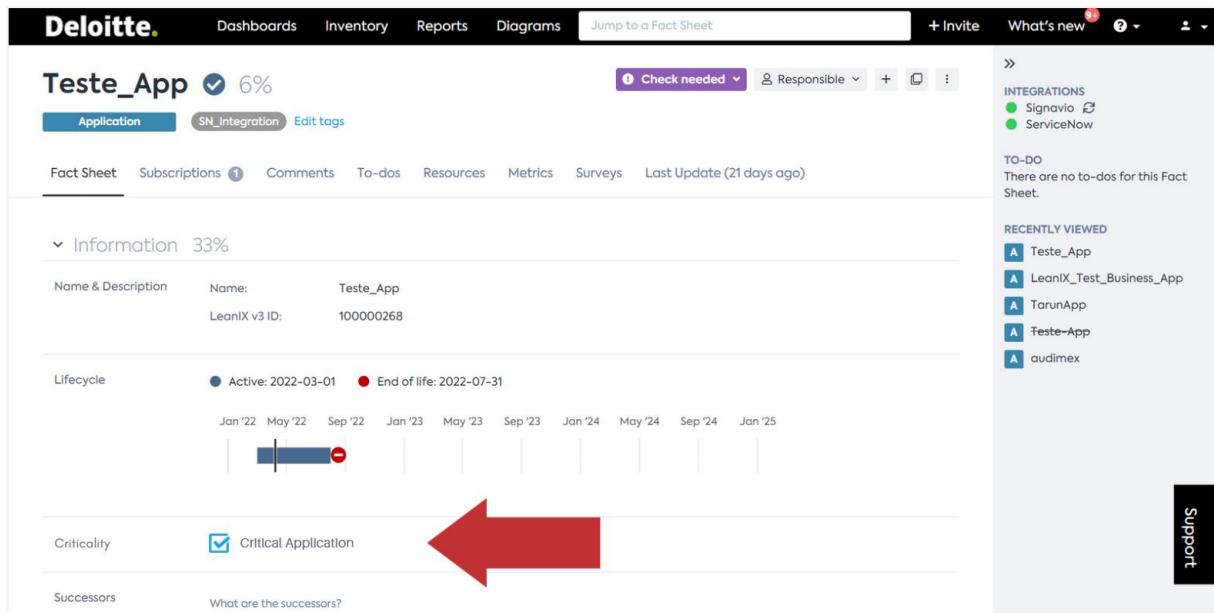 Deloitte. Dashboards Inventory Reports Diagrams Jump to a Fact Sheet + Invite What's new 9+ ?
Teste_App 6%
Check needed Responsible
Application SN_Integration Edit tags
Fact Sheet Subscriptions 1 Comments To-dos Resources Metrics Surveys Last Update (21 days ago)
Information 33%
Name & Description Name: Teste_App
LeanIX v3 ID: 100000268
Lifecycle Active: 2022-03-01 End of life: 2022-07-31
Jan '22 May '22 Sep '22 Jan '23 May '23 Sep '23 Jan '24 May '24 Sep '24 Jan '25
Criticality Critical Application
Successors What are the successors?
INTEGRATIONS
Signavio
ServiceNow
TO-DO
There are no to-dos for this Fact
Sheet.
RECENTLY VIEWED
A Teste_App
A LeanIX_Test_Business_App
A TarunApp
A Teste-App
A audimex
Support